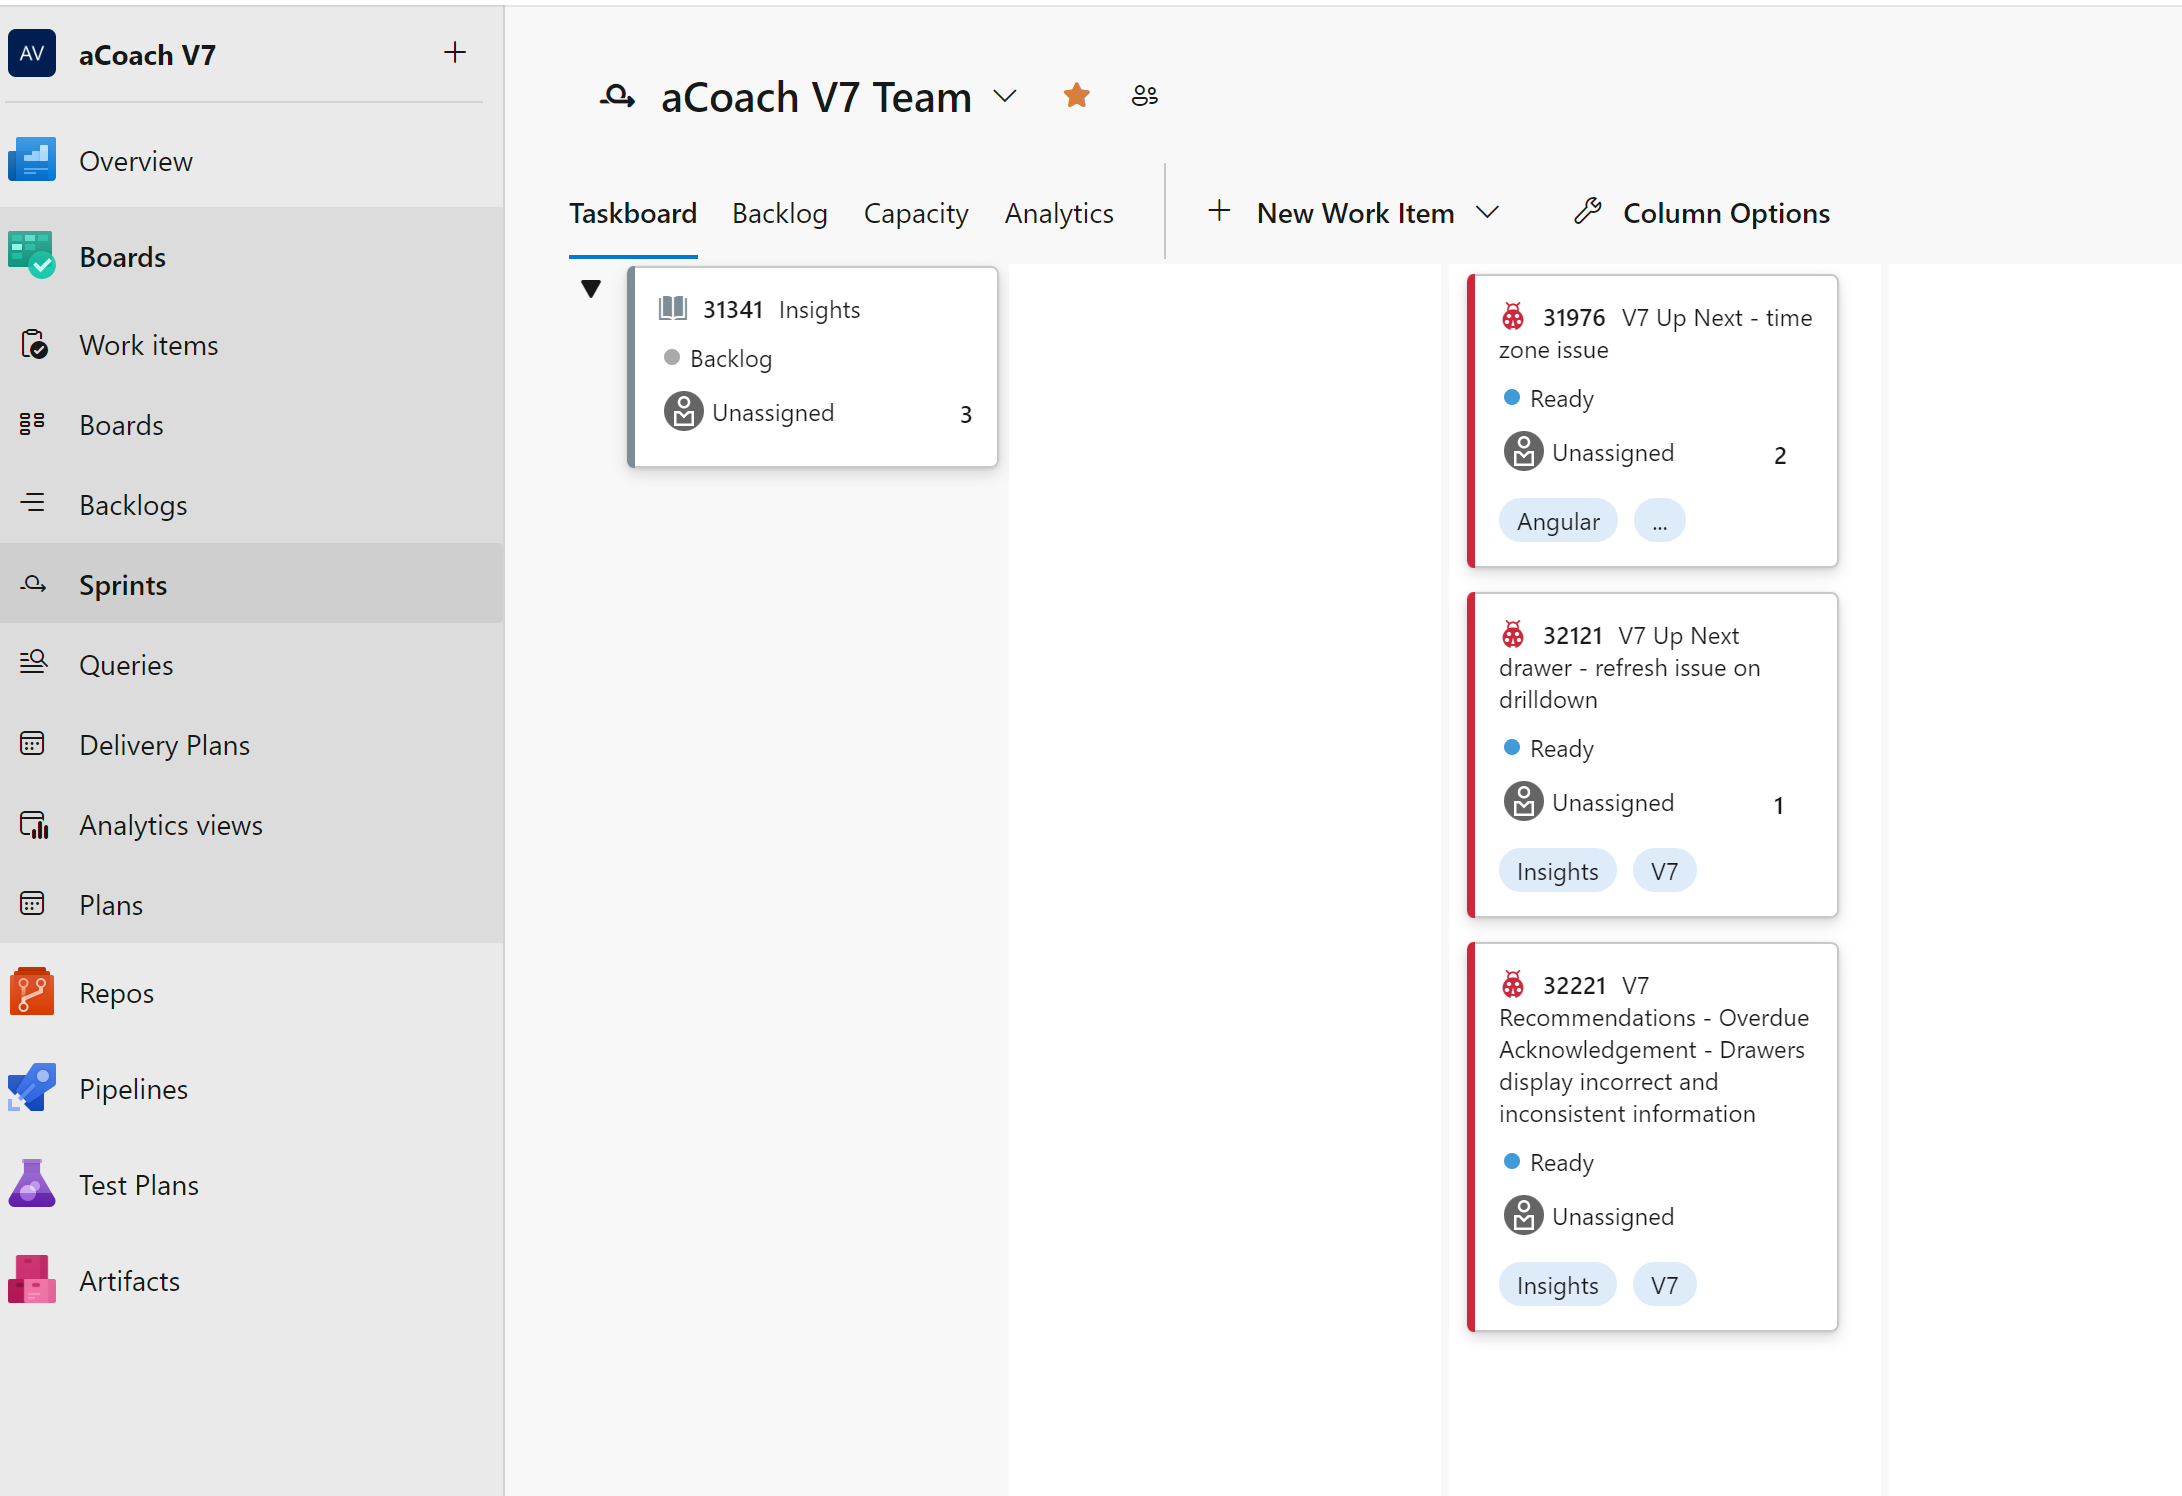 AV aCoach V7
Overview
Boards
Work items
Boards
Backlogs
Sprints
Queries
Delivery Plans
Analytics views
Plans
Repos
Pipelines
Test Plans
Artifacts
aCoach V7 Team
Taskboard Backlog Capacity Analytics New Work Item Column Options
31341 Insights
Backlog
Unassigned 3
31976 V7 Up Next - time
zone issue
Ready
Unassigned 2
Angular ...
32121 V7 Up Next
drawer - refresh issue on
drilldown
Ready
Unassigned 1
Insights V7
32221 V7
Recommendations - Overdue
Acknowledgement - Drawers
display incorrect and
inconsistent information
Ready
Unassigned
Insights V7